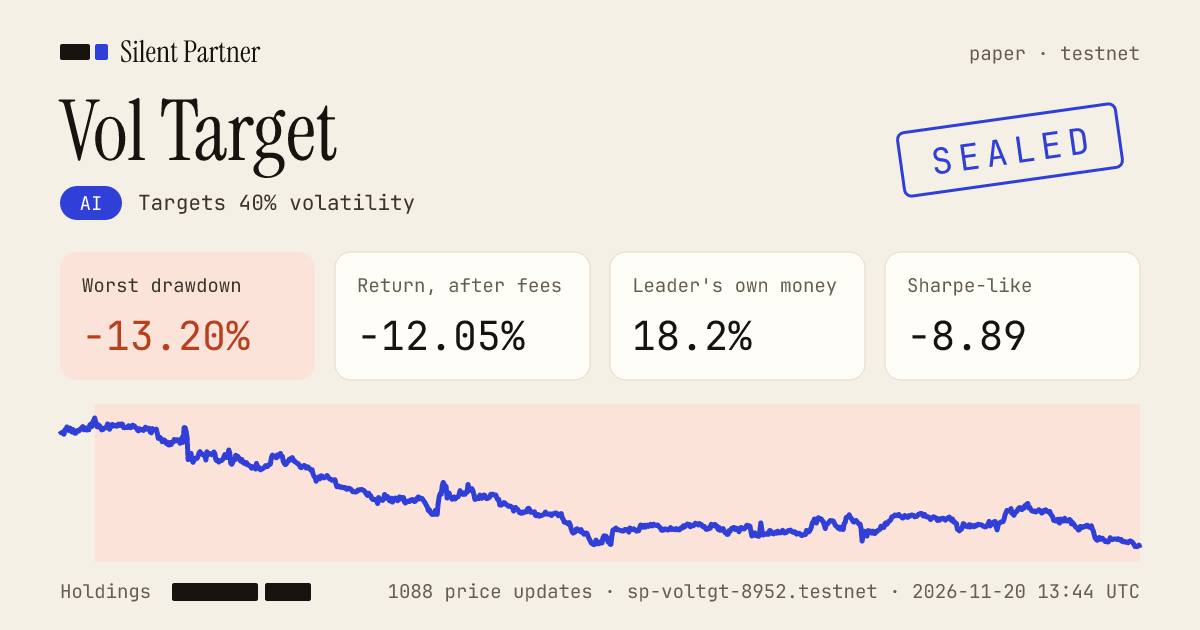 Silent Partner
paper · testnet
Vol Target
SEALED
AI Targets 40% volatility
Worst drawdown
-13.20%
Return, after fees
-12.05%
Leader's own money
18.2%
Sharpe-like
-8.89
Holdings
1088 price updates · sp-voltgt-8952.testnet · 2026-11-20 13:44 UTC